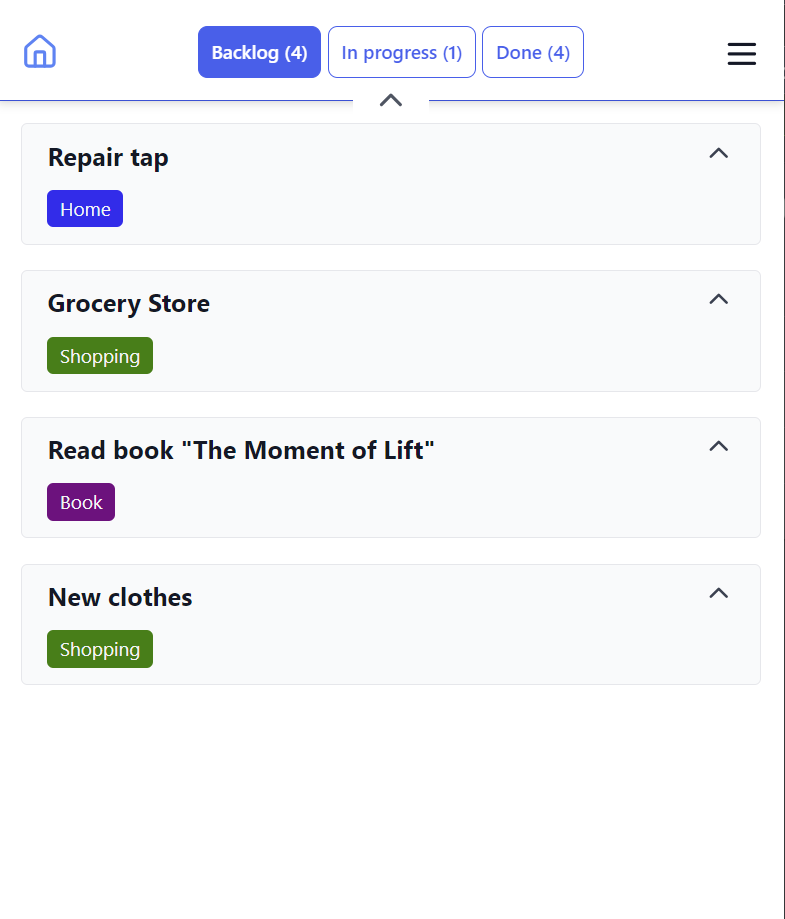 Backlog (4) In progress (1) Done (4)
Repair tap
Home
Grocery Store
Shopping
Read book "The Moment of Lift"
Book
New clothes
Shopping